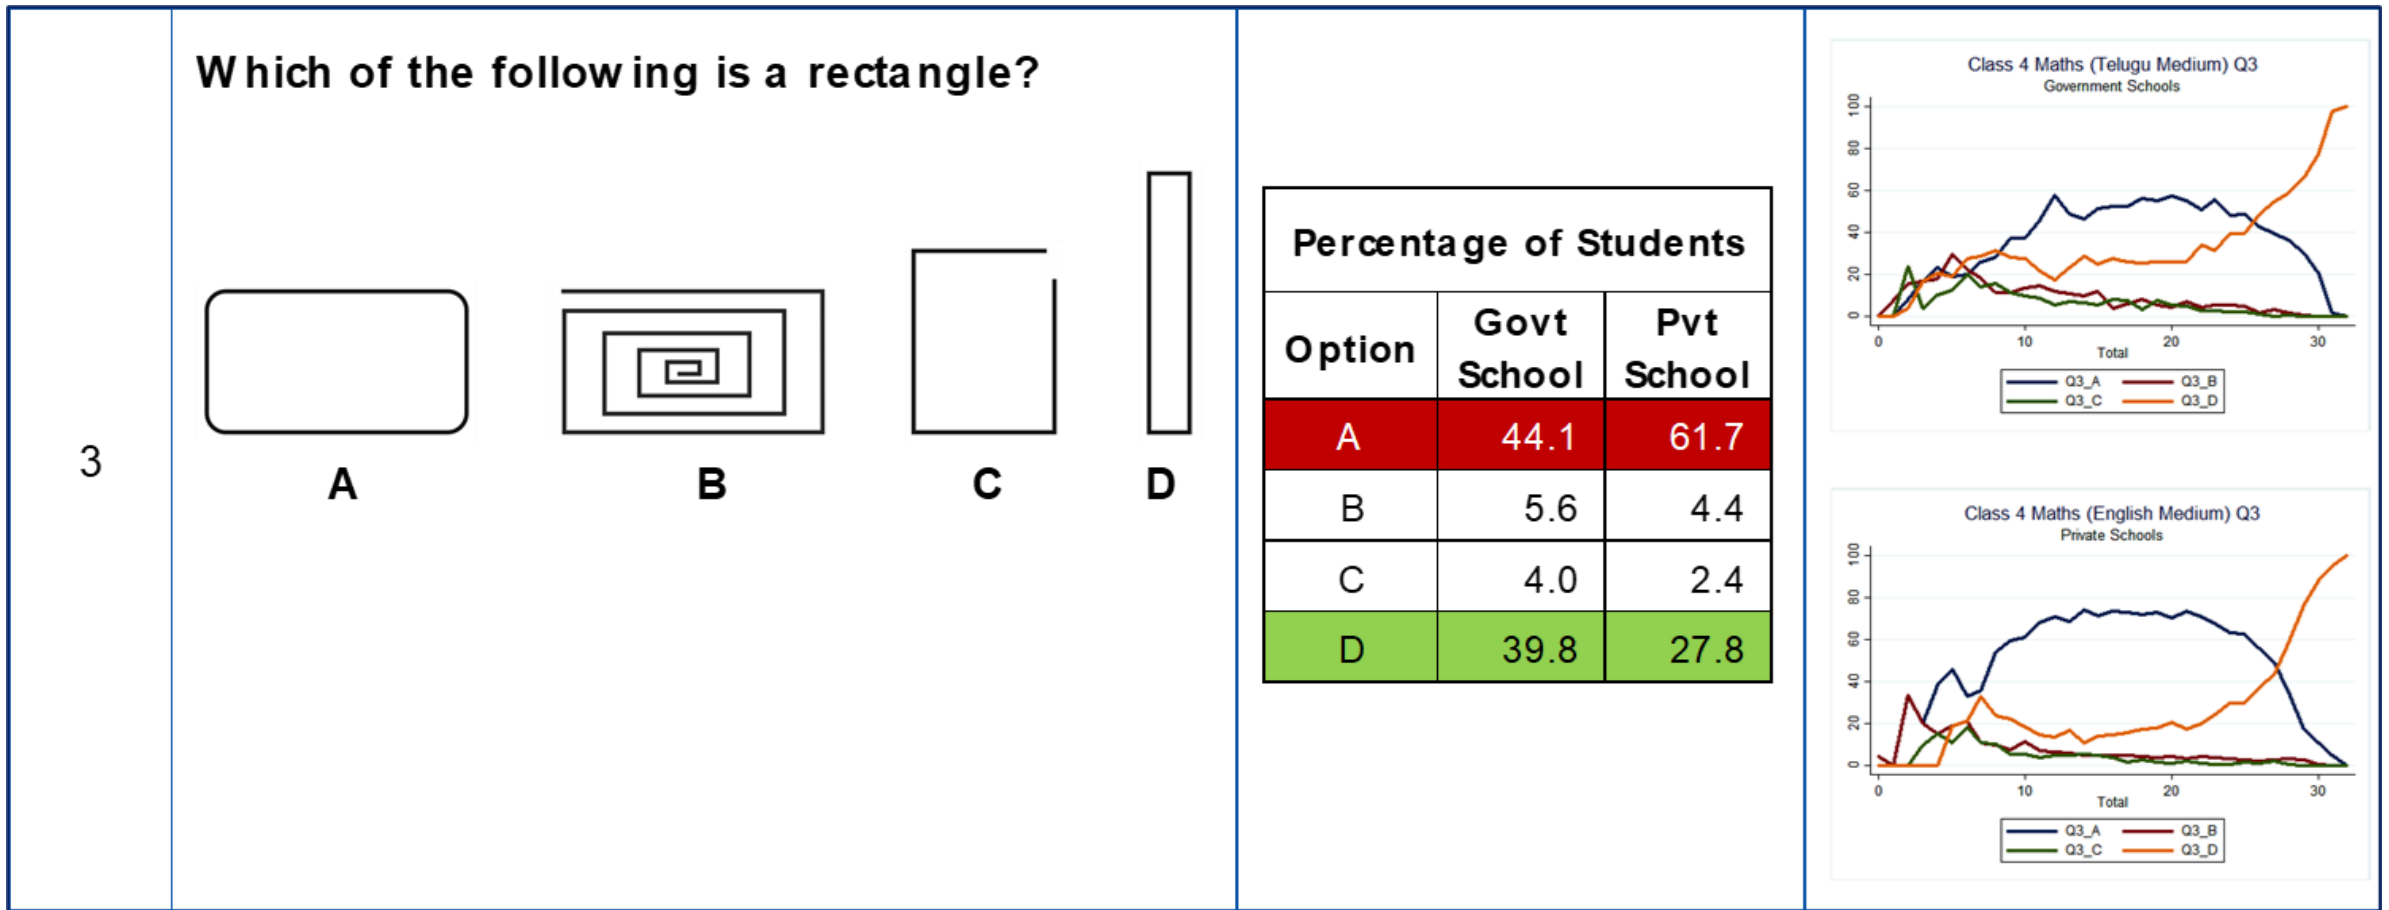 3
Which of the following is a rectangle?
A B C D
Percentage of Students
Option Govt School Pvt School
A 44.1 61.7
B 5.6 4.4
C 4.0 2.4
D 39.8 27.8
Class 4 Maths (Telugu Medium) Q3
Government Schools
100
80
60
40
20
0
0 10 20 30
Total
Q3_A Q3_B
Q3_C Q3_D
Class 4 Maths (English Medium) Q3
Private Schools
100
80
60
40
20
0
0 10 20 30
Total
Q3_A Q3_B
Q3_C Q3_D